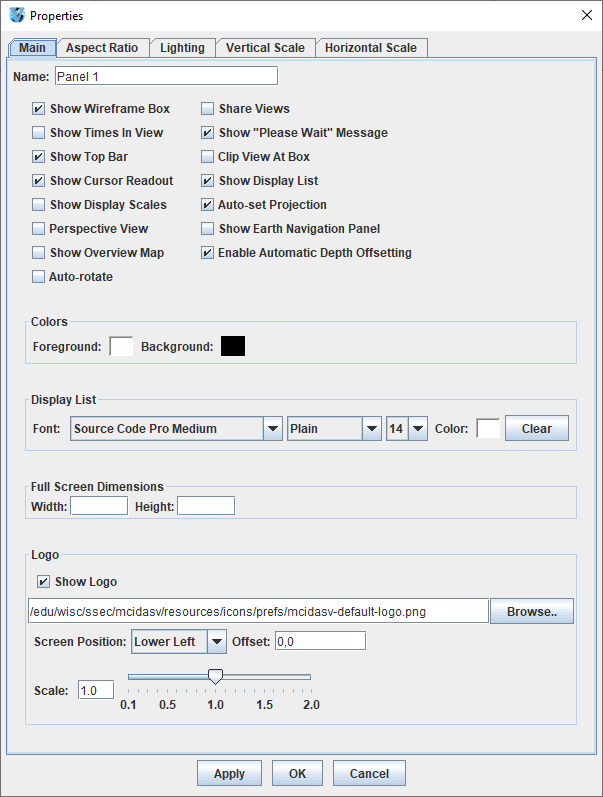 Properties
Main Aspect Ratio Lighting Vertical Scale Horizontal Scale
Name: Panel 1
Show Wireframe Box Share Views
Show Times In View Show "Please Wait" Message
Show Top Bar Clip View At Box
Show Cursor Readout Show Display List
Show Display Scales Auto-set Projection
Perspective View Show Earth Navigation Panel
Show Overview Map Enable Automatic Depth Offsetting
Auto-rotate
Colors
Foreground: Background:
Display List
Font: Source Code Pro Medium Plain 14 Color: Clear
Full Screen Dimensions
Width: Height:
Logo
Show Logo
/edu/wisc/ssec/mcidasv/resources/icons/prefs/mcidasv-default-logo.png Browse..
Screen Position: Lower Left Offset: 0,0
Scale: 1.0
0.1 0.5 1.0 1.5 2.0
Apply OK Cancel